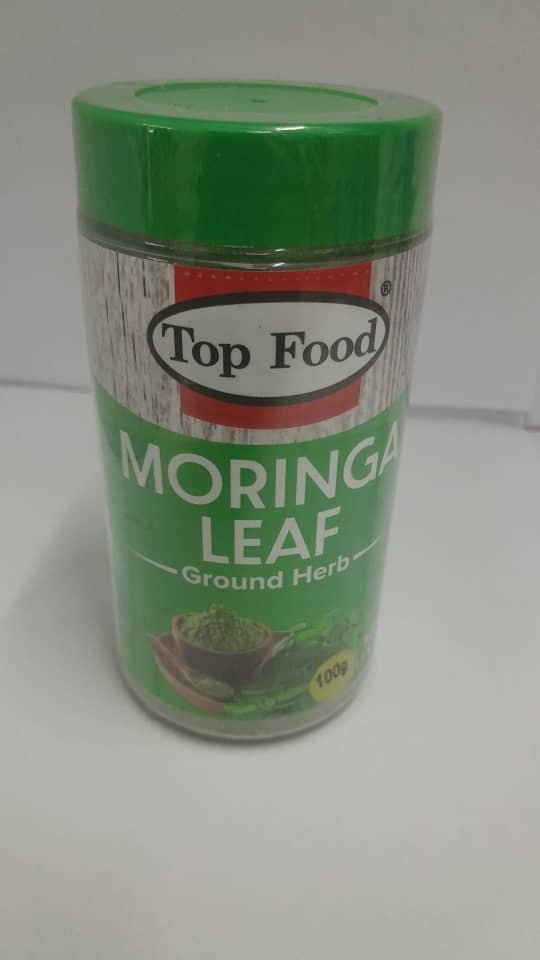 Top Food
®
MORINGA
LEAF
Ground Herb
100g